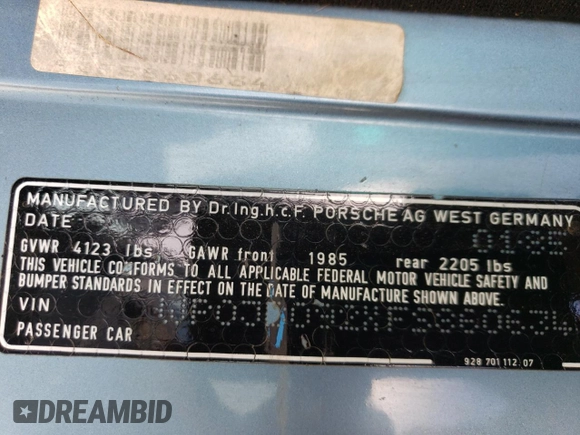 MANUFACTURED BY Dr.Ing.h.c.F. PORSCHE AG WEST GERMANY
DATE
GVWR 4123 lbs GAWR front 1985 rear 2205 lbs
THIS VEHICLE CONFORMS TO ALL APPLICABLE FEDERAL MOTOR VEHICLE SAFETY AND
BUMPER STANDARDS IN EFFECT ON THE DATE OF MANUFACTURE SHOWN ABOVE.
VIN
PASSENGER CAR
928 701 112.07
DREAMBID